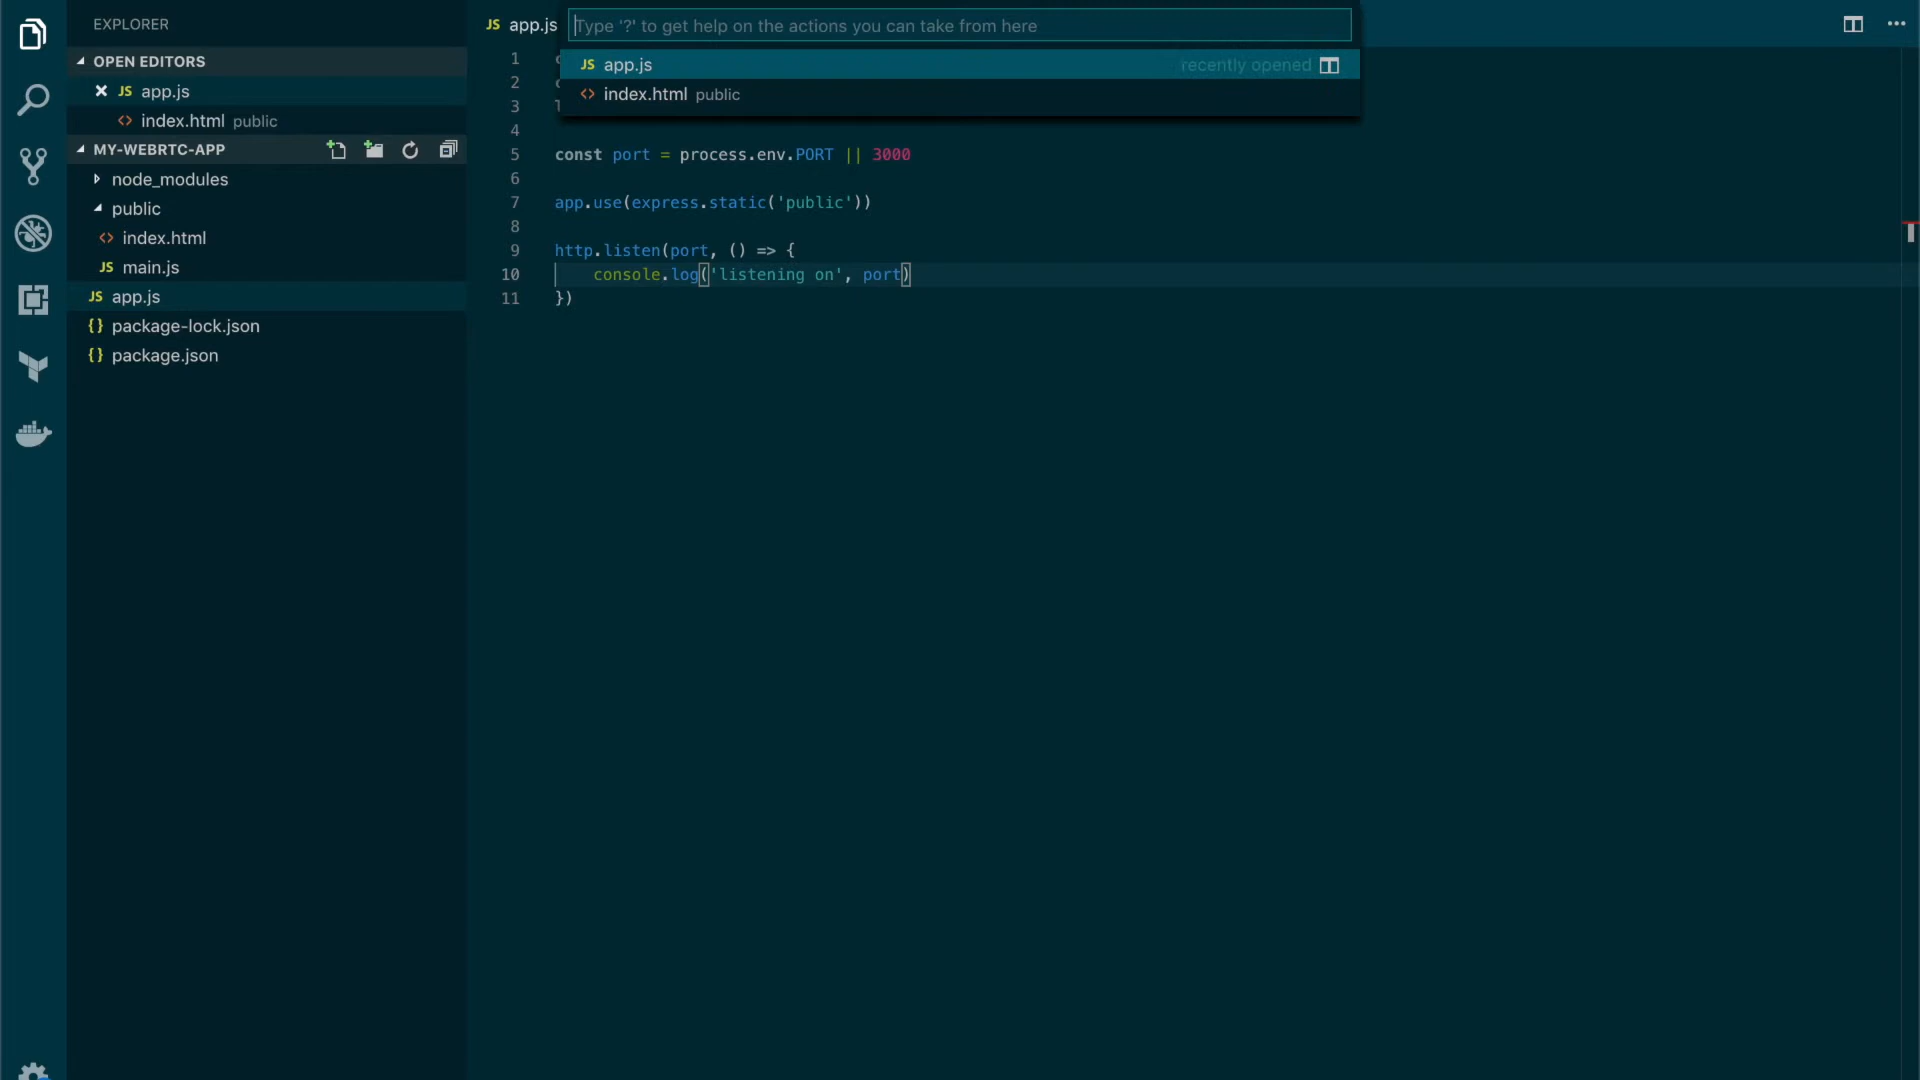 EXPLORER
OPEN EDITORS
JS app.js
<> index.html public
MY-WEBRTC-APP
node_modules
public
<> index.html
JS main.js
JS app.js
{} package-lock.json
{} package.json
JS app.js
Type '?' to get help on the actions you can take from here
JS app.js recently opened
<> index.html public
1
2
3
4
5 const port = process.env.PORT || 3000
6
7 app.use(express.static('public'))
8
9 http.listen(port, () => {
10 console.log('listening on', port)
11 })